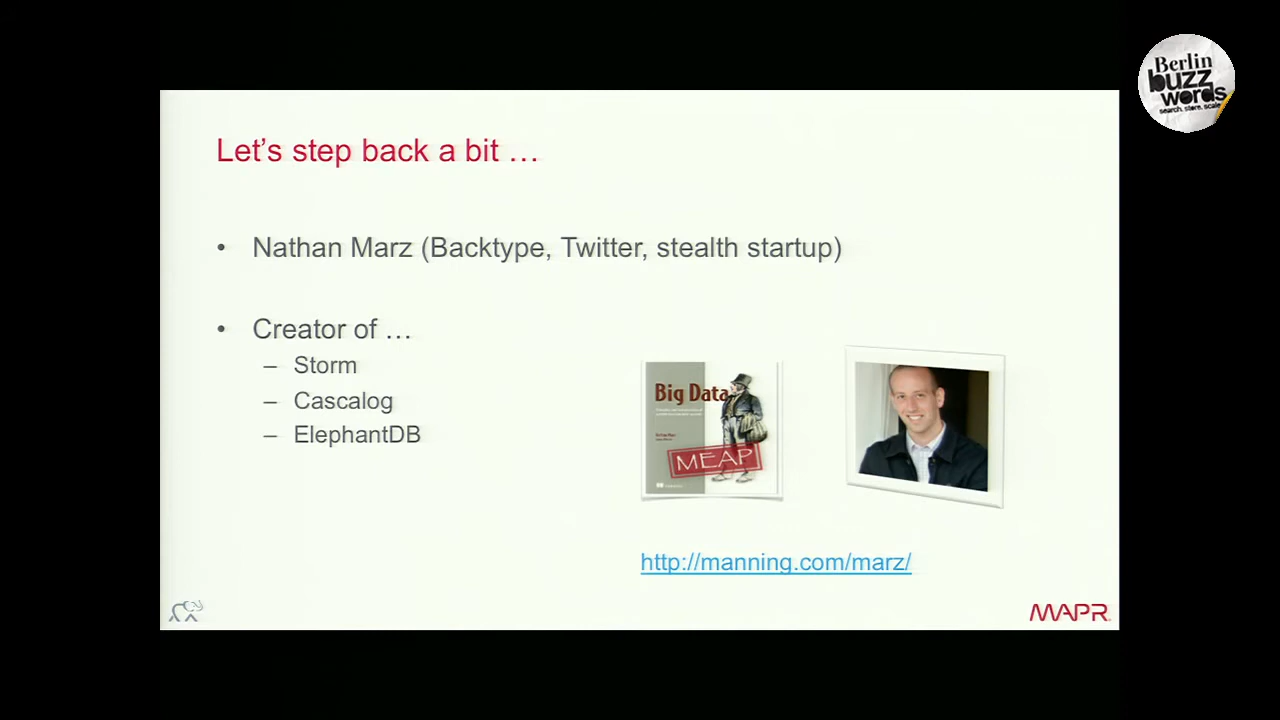 Berlin
buzz
words
search. store. scale
Let's step back a bit …
• Nathan Marz (Backtype, Twitter, stealth startup)
• Creator of …
– Storm
– Cascalog
– ElephantDB
Big Data
MEAP
http://manning.com/marz/
MAPR